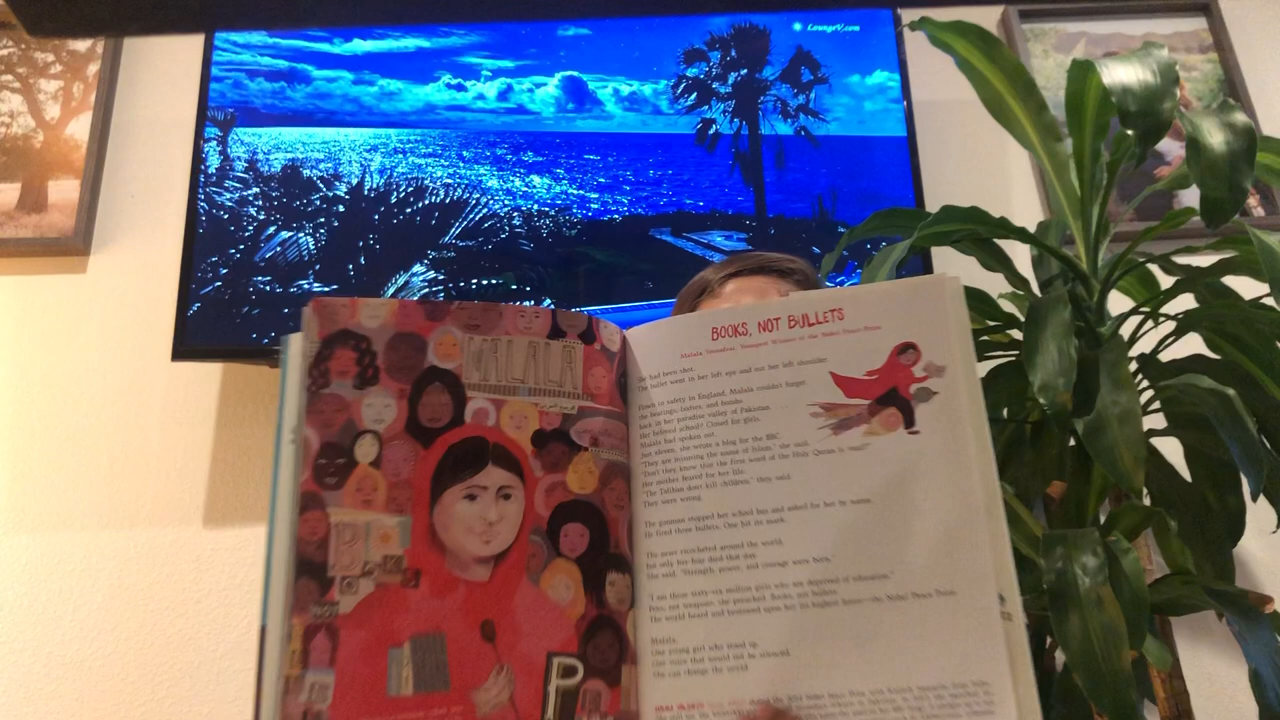 LoungeV.com
MALALA
BOOKS, NOT BULLETS
Malala Yousafzai, Youngest Winner of the Nobel Peace Prize
She had been shot.
The bullet went in her left eye and out her left shoulder.
Flown to safety in England, Malala couldn't forget
the beatings, bodies, and bombs
back in her paradise valley of Pakistan.
Her beloved school? Closed for girls.
Malala had spoken out.
Just eleven, she wrote a blog for the BBC.
"They are misusing the name of Islam," she said.
"Don't they know that the first word of the Holy Quran is 'read'?"
Her mother feared for her life.
"The Taliban don't kill children," they said.
They were wrong.
The gunman stopped her school bus and asked for her by name.
He fired three bullets. One hit its mark.
The news ricocheted around the world,
but only her fear died that day.
She said, "Strength, power, and courage were born."
"I am those sixty-six million girls who are deprived of education."
Pens, not weapons, she preached. Books, not bullets.
The world heard and bestowed upon her its highest honor—the Nobel Peace Prize.
Malala.
One young girl who stood up.
One voice that would not be silenced.
She can change the world.
NOT
P